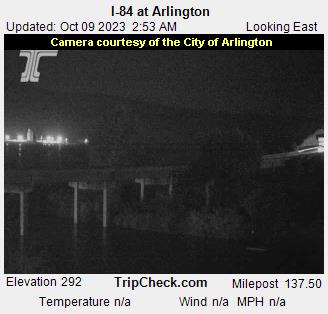 I-84 at Arlington
Updated: Oct 09 2023 2:53 AM Looking East
Camera courtesy of the City of Arlington
Elevation 292 TripCheck.com Milepost 137.50
Temperature n/a Wind n/a MPH n/a